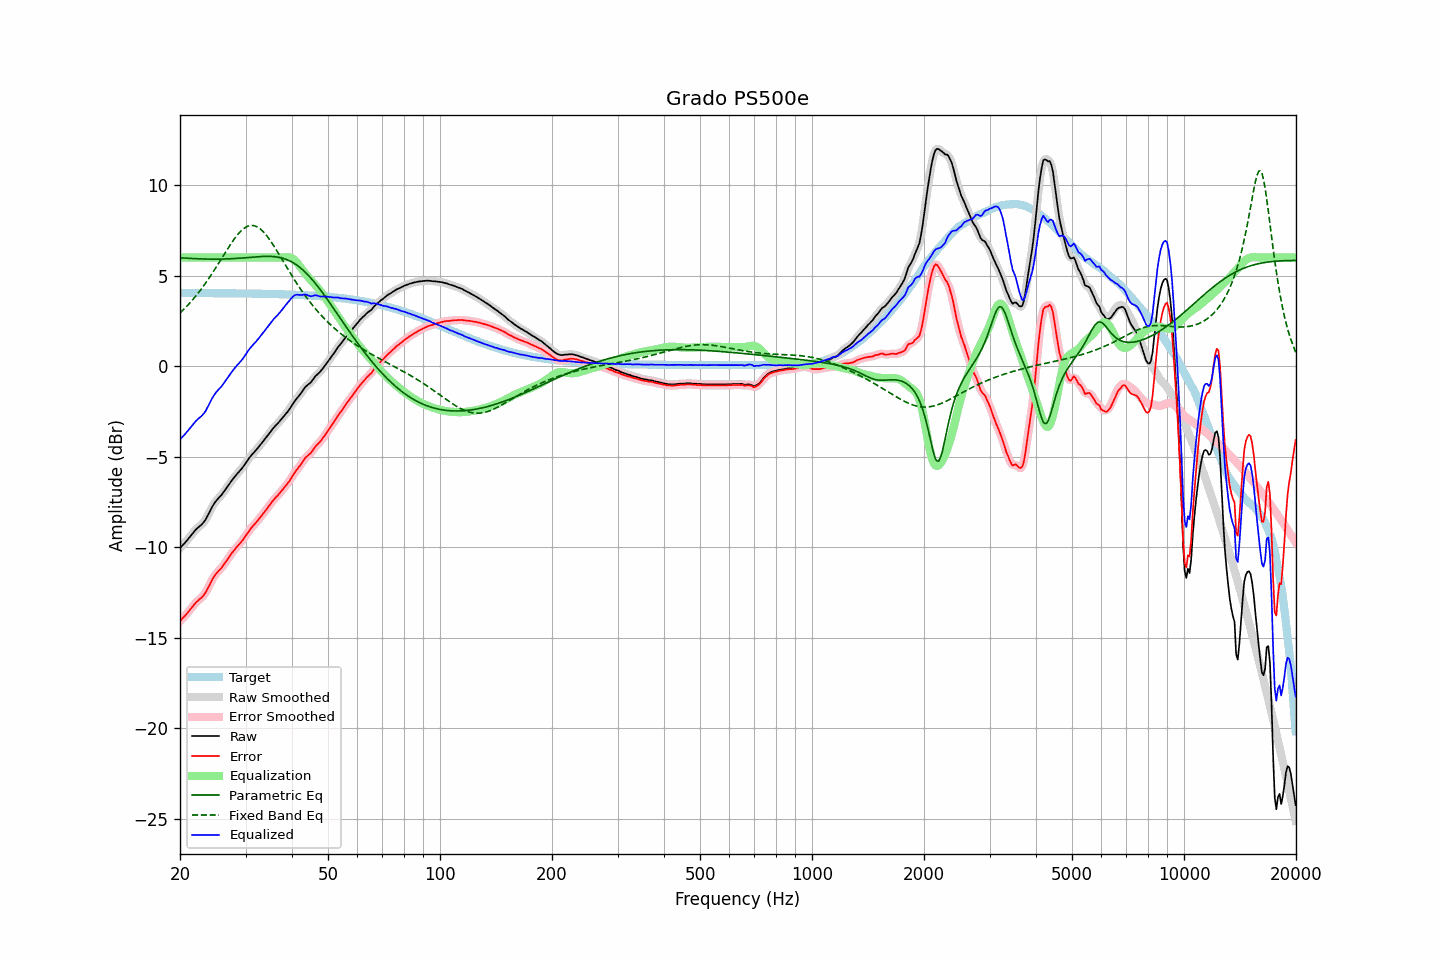 Grado PS500e
Amplitude (dBr)
10
5
0
−5
−10
−15
−20
−25
Target
Raw Smoothed
Error Smoothed
Raw
Error
Equalization
Parametric Eq
Fixed Band Eq
Equalized
20 50 100 200 500 1000 2000 5000 10000 20000
Frequency (Hz)